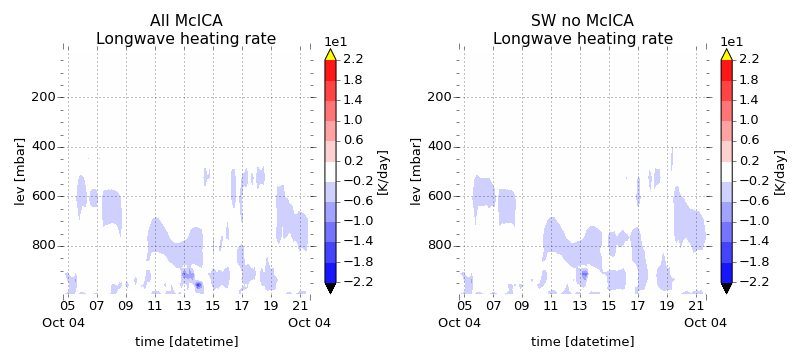 All McICA
Longwave heating rate
1e1
2.2
1.8
1.4
1.0
0.6
0.2
−0.2
−0.6
−1.0
−1.4
−1.8
−2.2
[K/day]
lev [mbar]
200
400
600
800
05 07 09 11 13 15 17 19 21
Oct 04 Oct 04
time [datetime]
SW no McICA
Longwave heating rate
1e1
2.2
1.8
1.4
1.0
0.6
0.2
−0.2
−0.6
−1.0
−1.4
−1.8
−2.2
[K/day]
lev [mbar]
200
400
600
800
05 07 09 11 13 15 17 19 21
Oct 04 Oct 04
time [datetime]